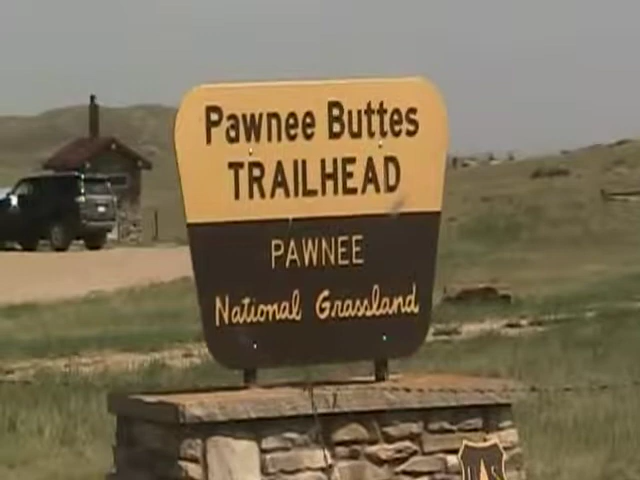 Pawnee Buttes
TRAILHEAD
PAWNEE
National Grassland
U S